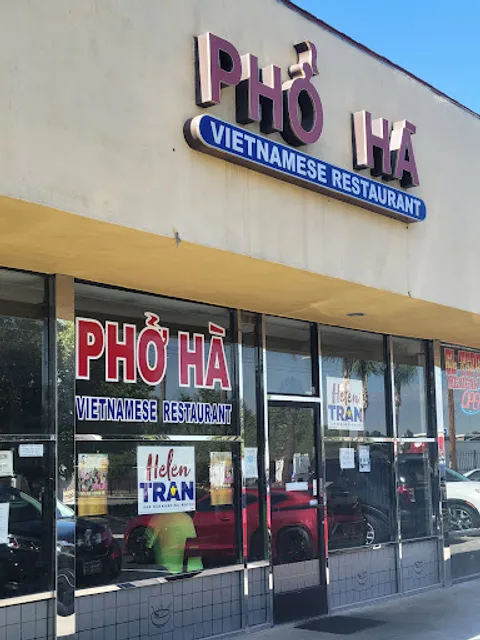 PHỞ HÀ
VIETNAMESE RESTAURANT
PHỞ HÀ
VIETNAMESE RESTAURANT
Helen
TRAN
Helen
TRAN